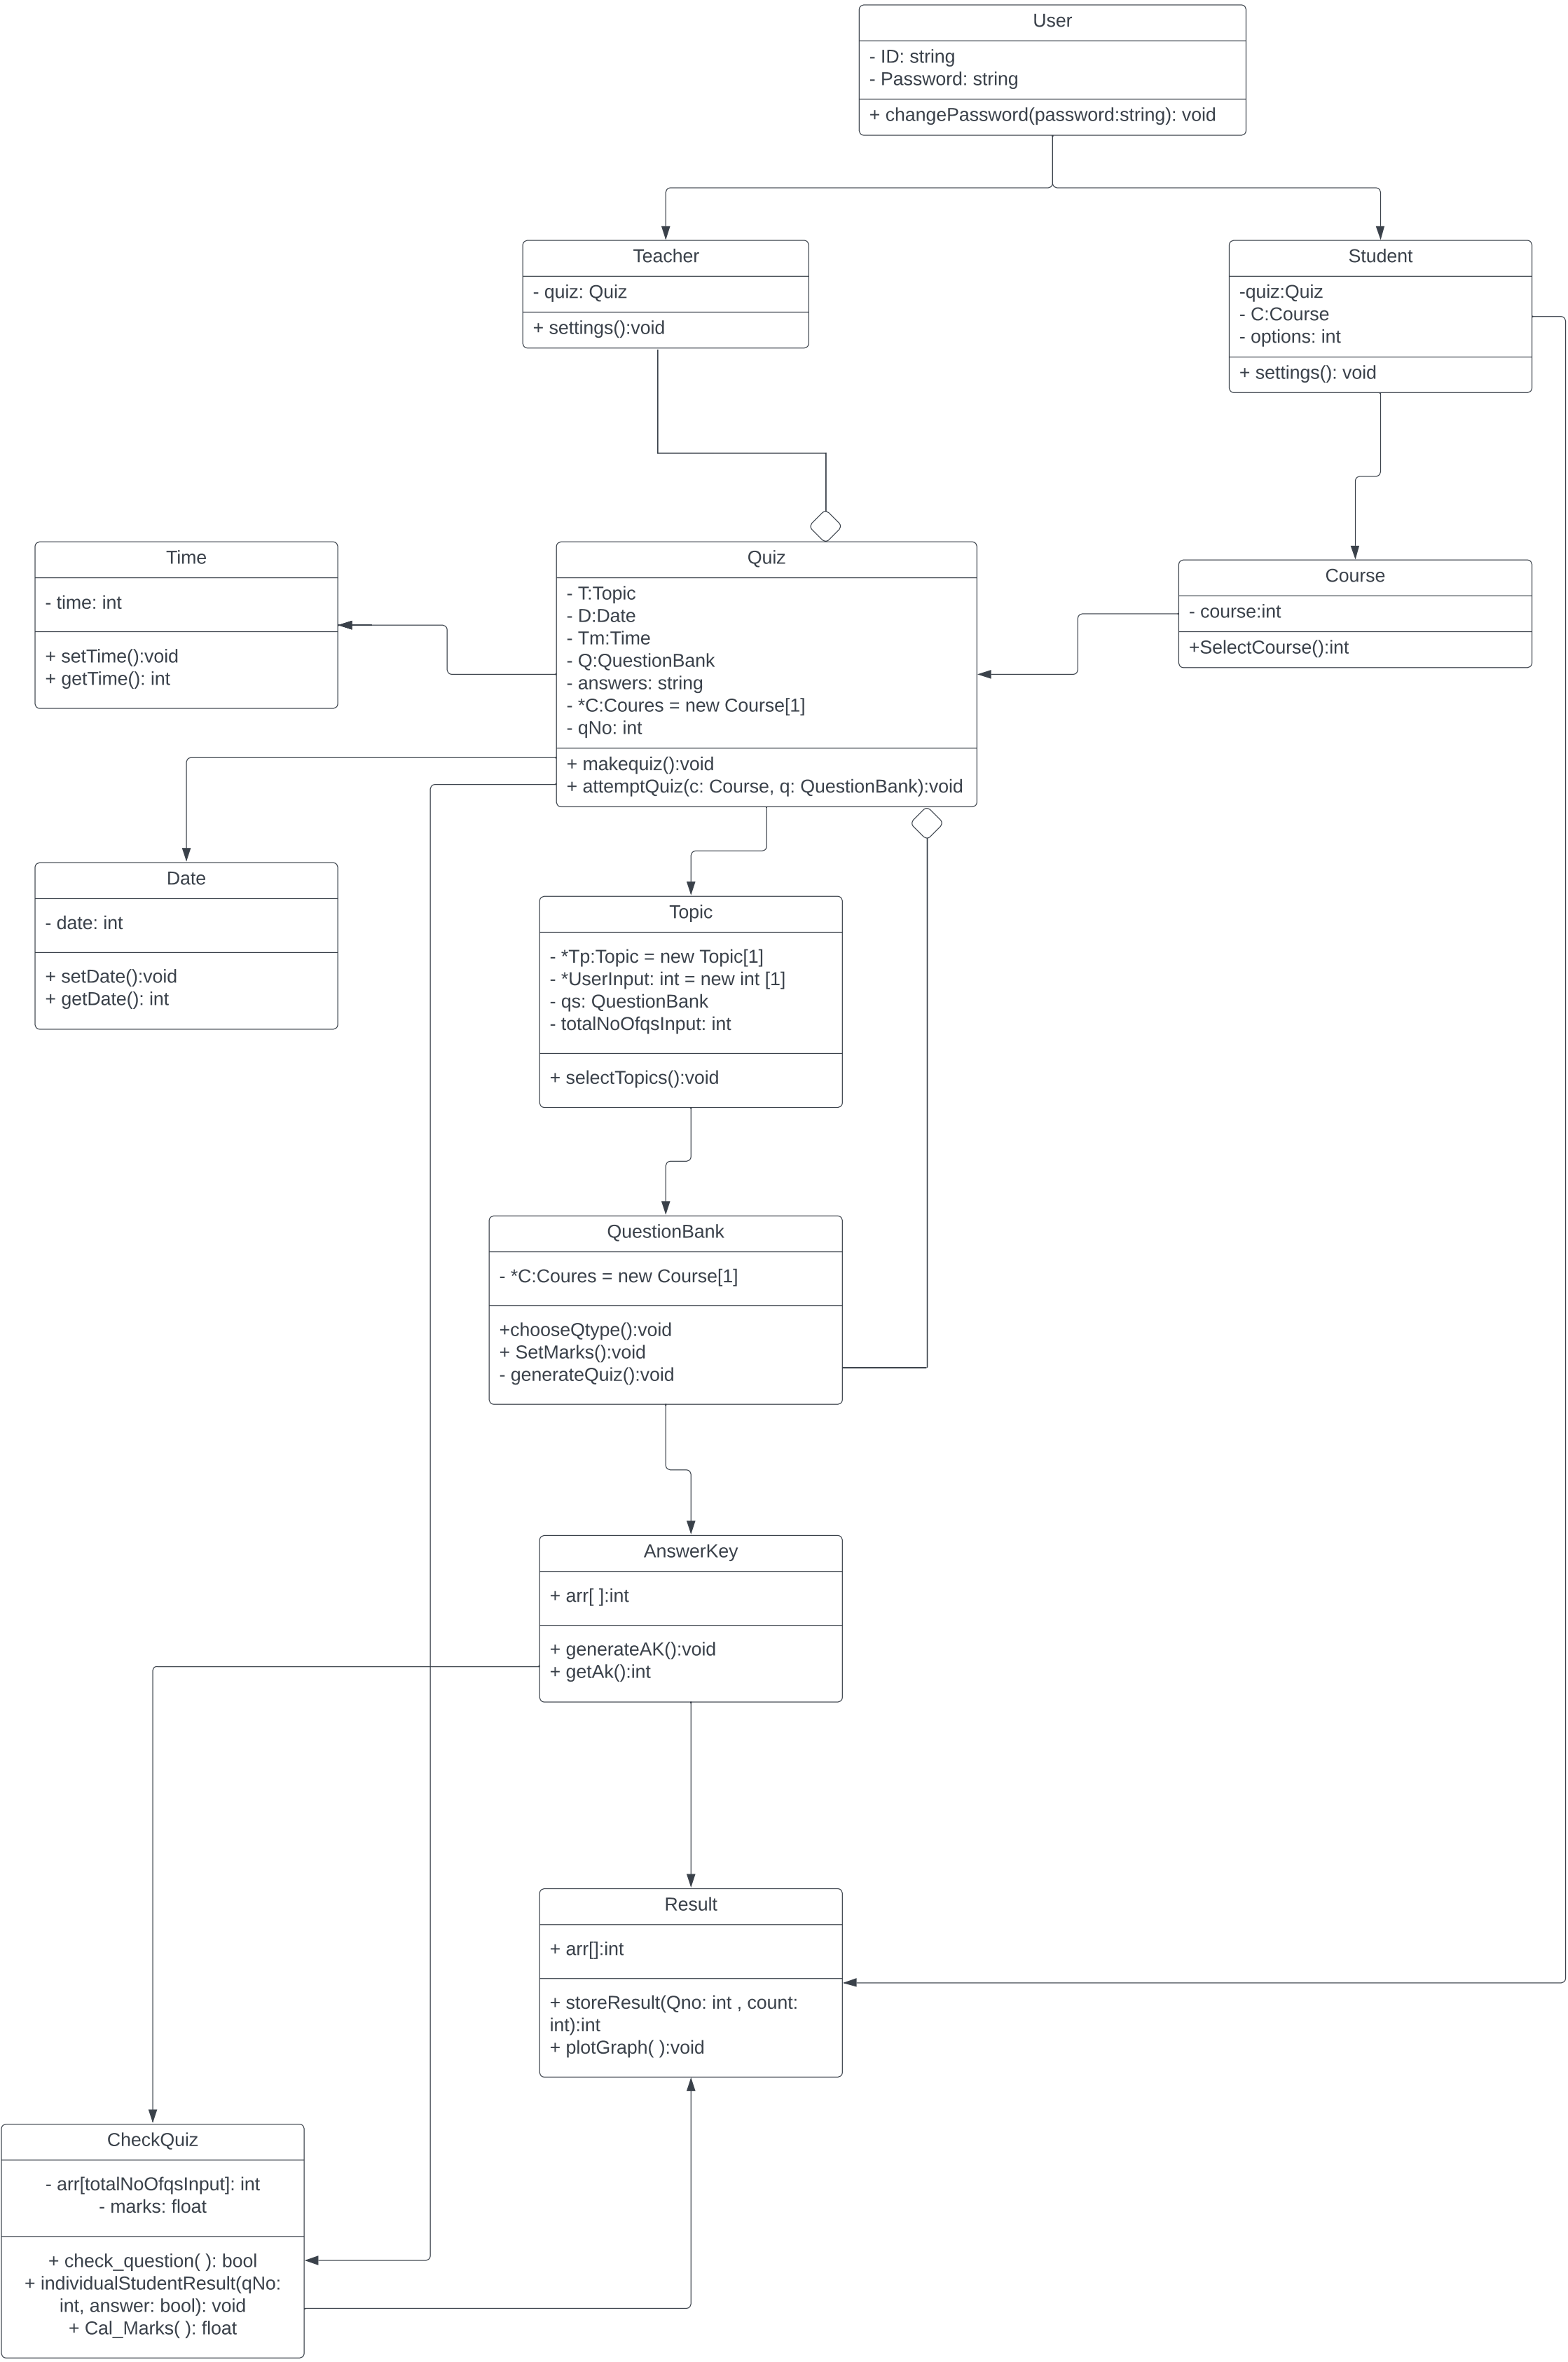 User
- ID: string
- Password: string
+ changePassword(password:string): void
Teacher
- quiz: Quiz
+ settings():void
Student
-quiz:Quiz
- C:Course
- options: int
+ settings(): void
Time
- time: int
+ setTime():void
+ getTime(): int
Quiz
- T:Topic
- D:Date
- Tm:Time
- Q:QuestionBank
- answers: string
- *C:Coures = new Course[1]
- qNo: int
+ makequiz():void
+ attemptQuiz(c: Course, q: QuestionBank):void
Course
- course:int
+SelectCourse():int
Date
- date: int
+ setDate():void
+ getDate(): int
Topic
- *Tp:Topic = new Topic[1]
- *UserInput: int = new int [1]
- qs: QuestionBank
- totalNoOfqsInput: int
+ selectTopics():void
QuestionBank
- *C:Coures = new Course[1]
+chooseQtype():void
+ SetMarks():void
- generateQuiz():void
AnswerKey
+ arr[ ]:int
+ generateAK():void
+ getAk():int
Result
+ arr[]:int
+ storeResult(Qno: int , count:
int):int
+ plotGraph( ):void
CheckQuiz
- arr[totalNoOfqsInput]: int
- marks: float
+ check_question( ): bool
+ individualStudentResult(qNo:
int, answer: bool): void
+ Cal_Marks( ): float